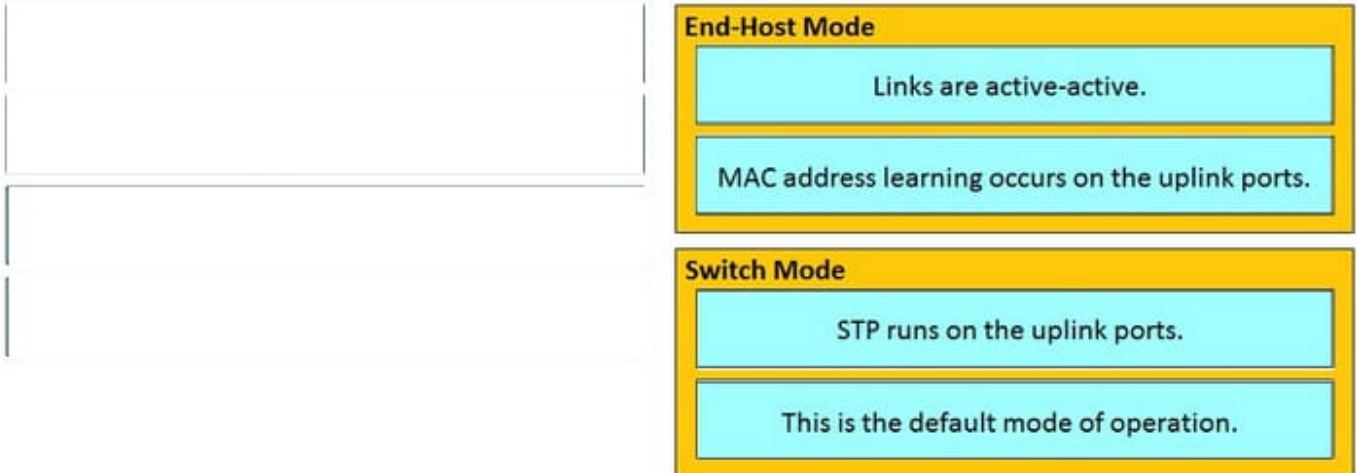 End-Host Mode
Links are active-active.
MAC address learning occurs on the uplink ports.
Switch Mode
STP runs on the uplink ports.
This is the default mode of operation.